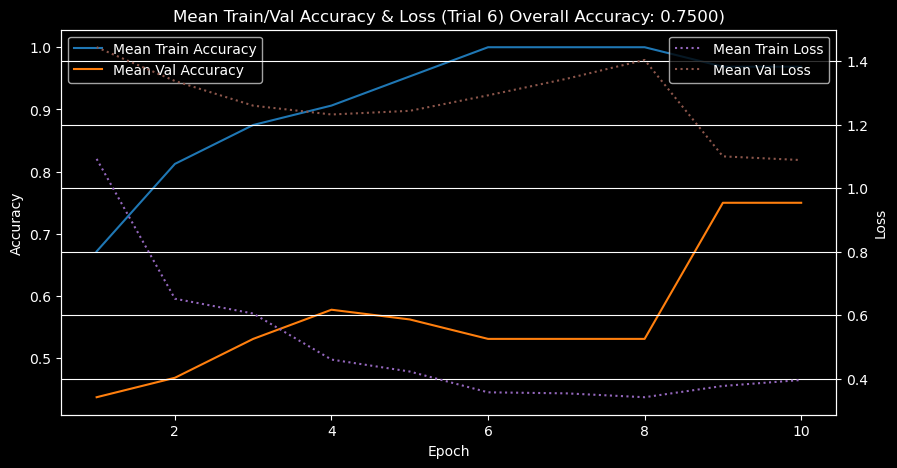 Mean Train/Val Accuracy & Loss (Trial 6) Overall Accuracy: 0.7500)
Mean Train Accuracy
Mean Val Accuracy
Mean Train Loss
Mean Val Loss
1.0
0.9
0.8
0.7
0.6
0.5
Accuracy
1.4
1.2
1.0
0.8
0.6
0.4
Loss
2 4 6 8 10
Epoch